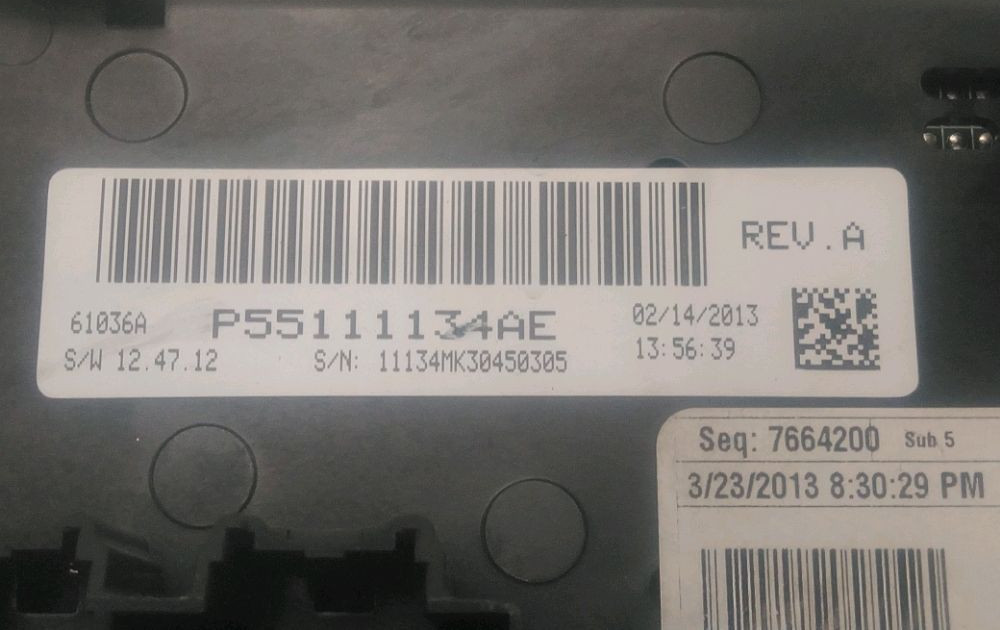 REV.A
61036A P55111134AE 02/14/2013
S/W 12.47.12 S/N: 11134MK30450305 13:56:39
Seq: 7664200 Sub 5
3/23/2013 8:30:29 PM